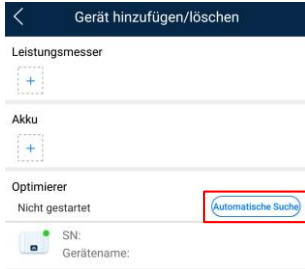 Gerät hinzufügen/löschen
Leistungsmesser
+
Akku
+
Optimierer
Nicht gestartet
Automatische Suche
SN:
Gerätename: